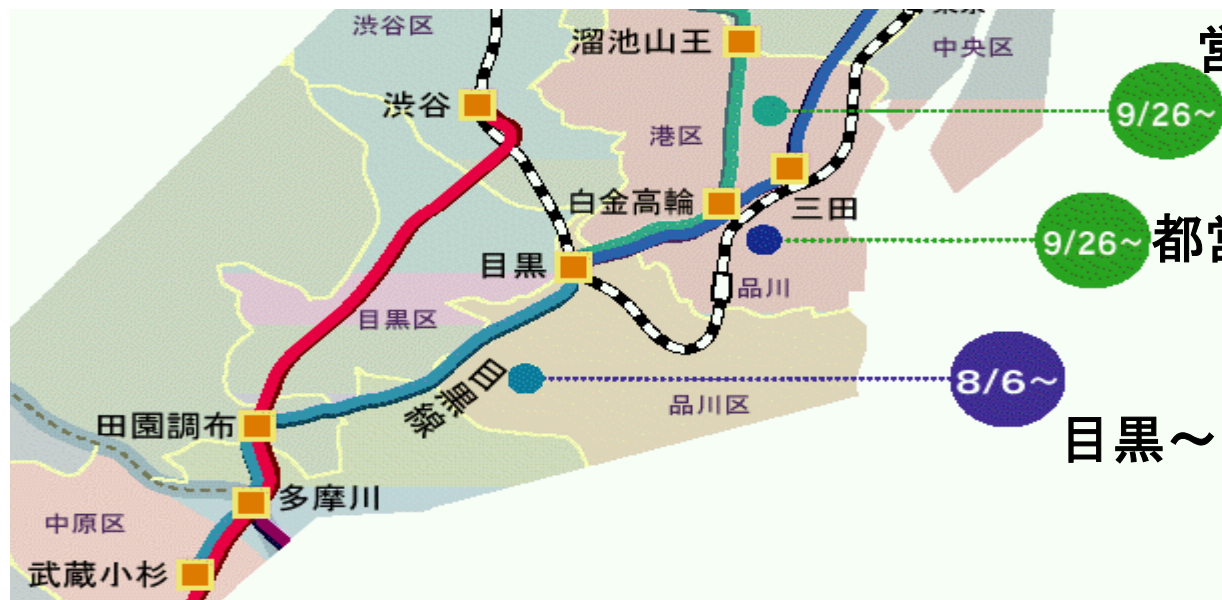 渋谷区
溜池山王
中央区
渋谷
9/26~
港区
白金高輪
三田
9/26~
都営
目黒
品川
目黒区
目黒線
8/6~
品川区
田園調布
目黒~
多摩川
中原区
武蔵小杉